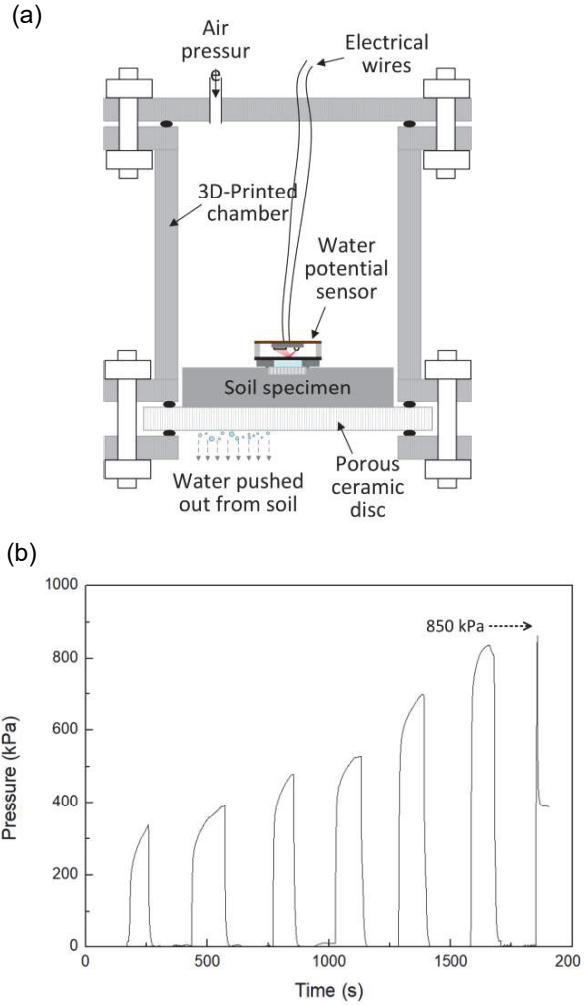 (a)
Air
pressur
e
Electrical
wires
3D-Printed
chamber
Water
potential
sensor
Soil specimen
Water pushed
out from soil
Porous
ceramic
disc
(b)
1000
850 kPa
800
600
400
200
0
Pressure (kPa)
0 500 1000 1500 200
Time (s)